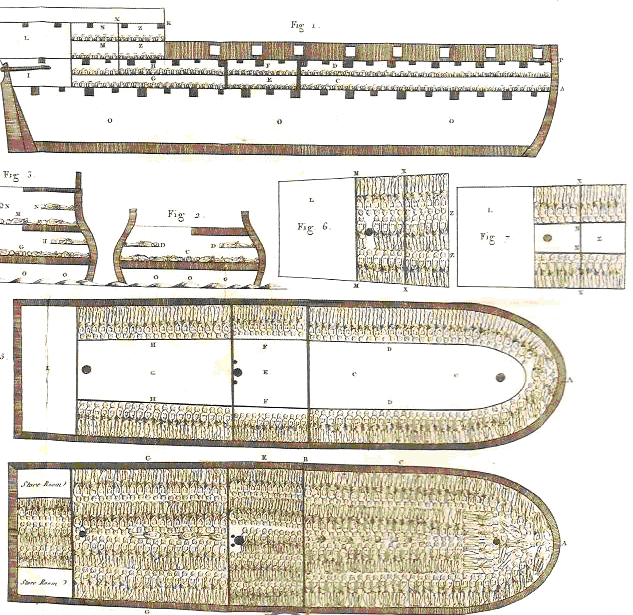 X
K
Fig 1.
L
N Z
M Z
H F D P
I
G E C A
O O O
Fig 3.
N N
M
H
G
O O
Fig 2.
D D
C
O O O
M X
L
Fig. 6.
Z
Z
M X
X
L
Fig. 7
N
Z
N
X
H F D
I G E C C A
H F D
G E B C
Store Room
A
Store Room
G